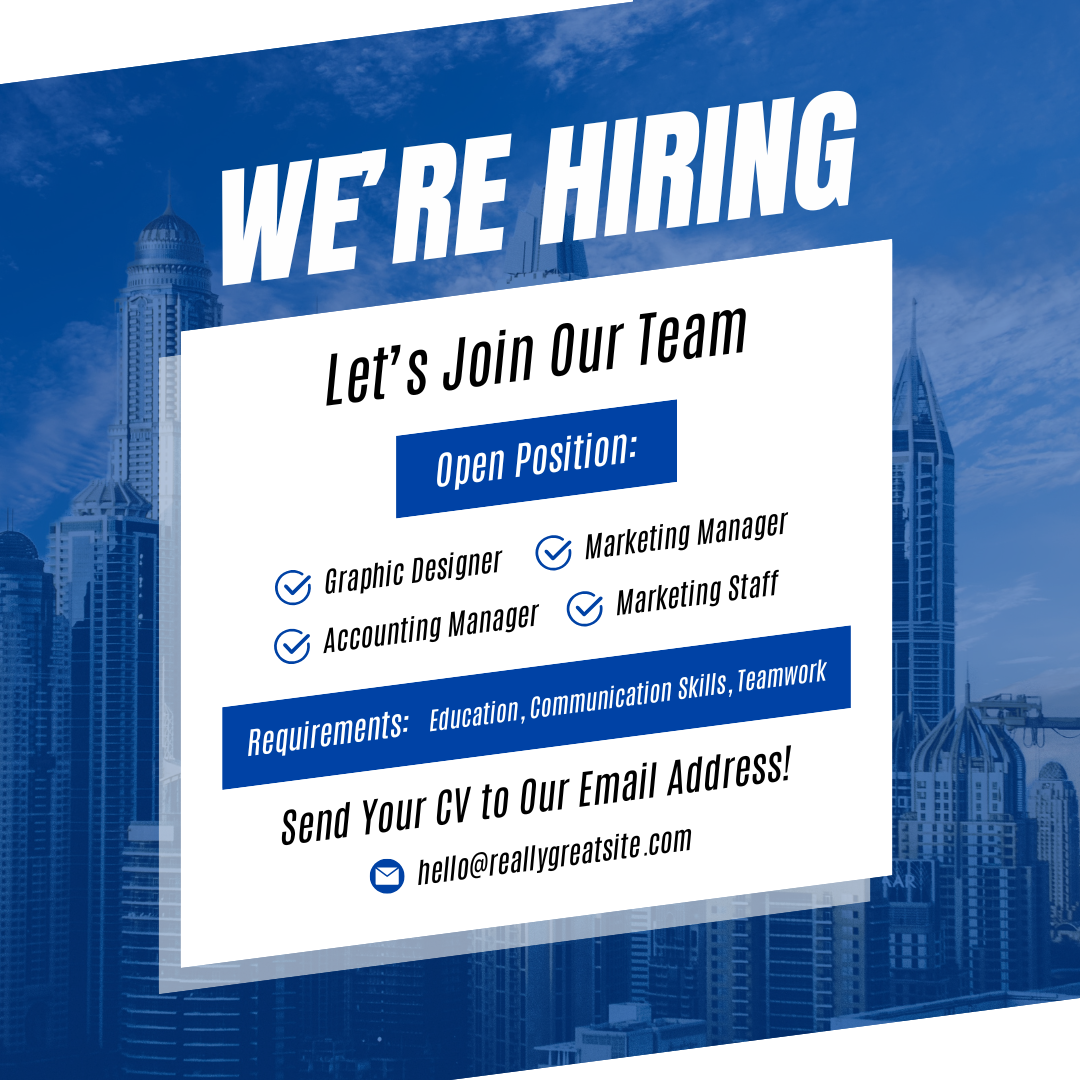 WE'RE HIRING
Let's Join Our Team
Open Position:
Graphic Designer
Marketing Manager
Accounting Manager
Marketing Staff
Requirements: Education, Communication Skills, Teamwork
Send Your CV to Our Email Address!
hello@reallygreatsite.com